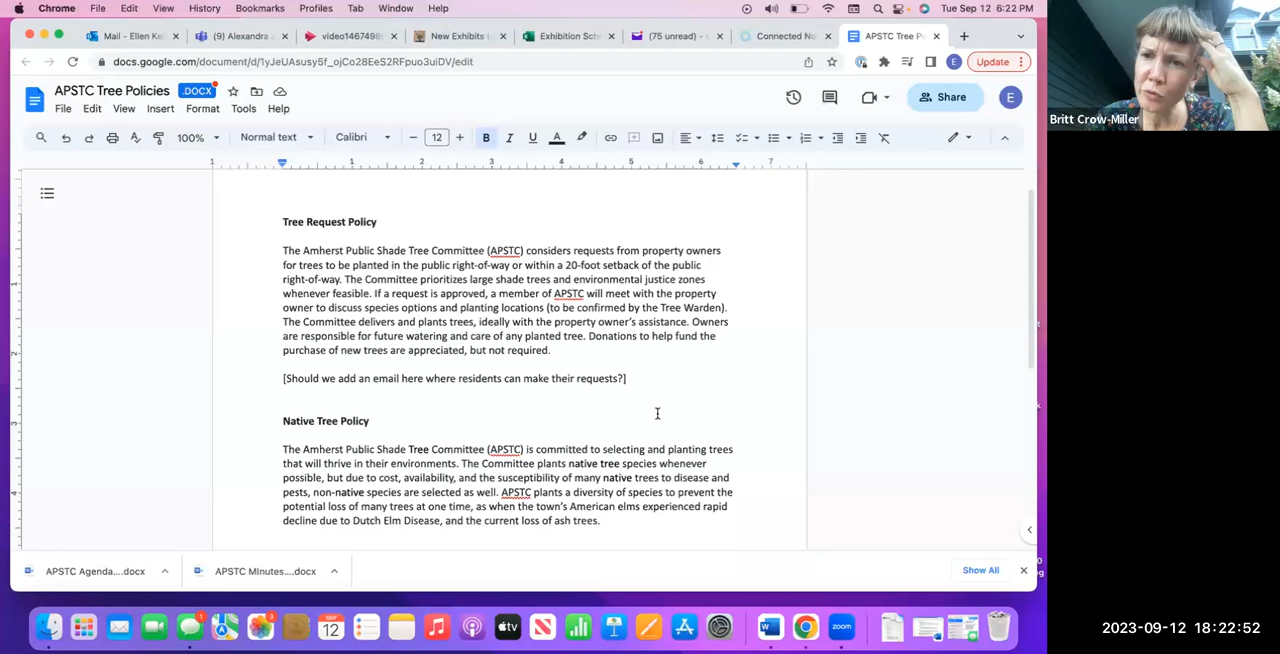 Chrome File Edit View History Bookmarks Profiles Tab Window Help Tue Sep 12 6:22 PM
Mail - Ellen Ke (9) Alexandra a video14674981 New Exhibits ( Exhibition Sche (75 unread) - Connected Nu APSTC Tree Po
docs.google.com/document/d/1yJeUAsusy5f_ojCo28EeS2RFpuo3uiDV/edit E Update
APSTC Tree Policies .DOCX
File Edit View Insert Format Tools Help
Share E
100% Normal text Calibri 12 B I U A
1 1 2 3 4 5 6 7
Tree Request Policy
The Amherst Public Shade Tree Committee (APSTC) considers requests from property owners
for trees to be planted in the public right-of-way or within a 20-foot setback of the public
right-of-way. The Committee prioritizes large shade trees and environmental justice zones
whenever feasible. If a request is approved, a member of APSTC will meet with the property
owner to discuss species options and planting locations (to be confirmed by the Tree Warden).
The Committee delivers and plants trees, ideally with the property owner's assistance. Owners
are responsible for future watering and care of any planted tree. Donations to help fund the
purchase of new trees are appreciated, but not required.
[Should we add an email here where residents can make their requests?]
Native Tree Policy
The Amherst Public Shade Tree Committee (APSTC) is committed to selecting and planting trees
that will thrive in their environments. The Committee plants native tree species whenever
possible, but due to cost, availability, and the susceptibility of many native trees to disease and
pests, non-native species are selected as well. APSTC plants a diversity of species to prevent the
potential loss of many trees at one time, as when the town's American elms experienced rapid
decline due to Dutch Elm Disease, and the current loss of ash trees.
APSTC Agenda....docx APSTC Minutes....docx Show All
SEP
12
tv
zoom
Britt Crow-Miller
2023-09-12 18:22:52